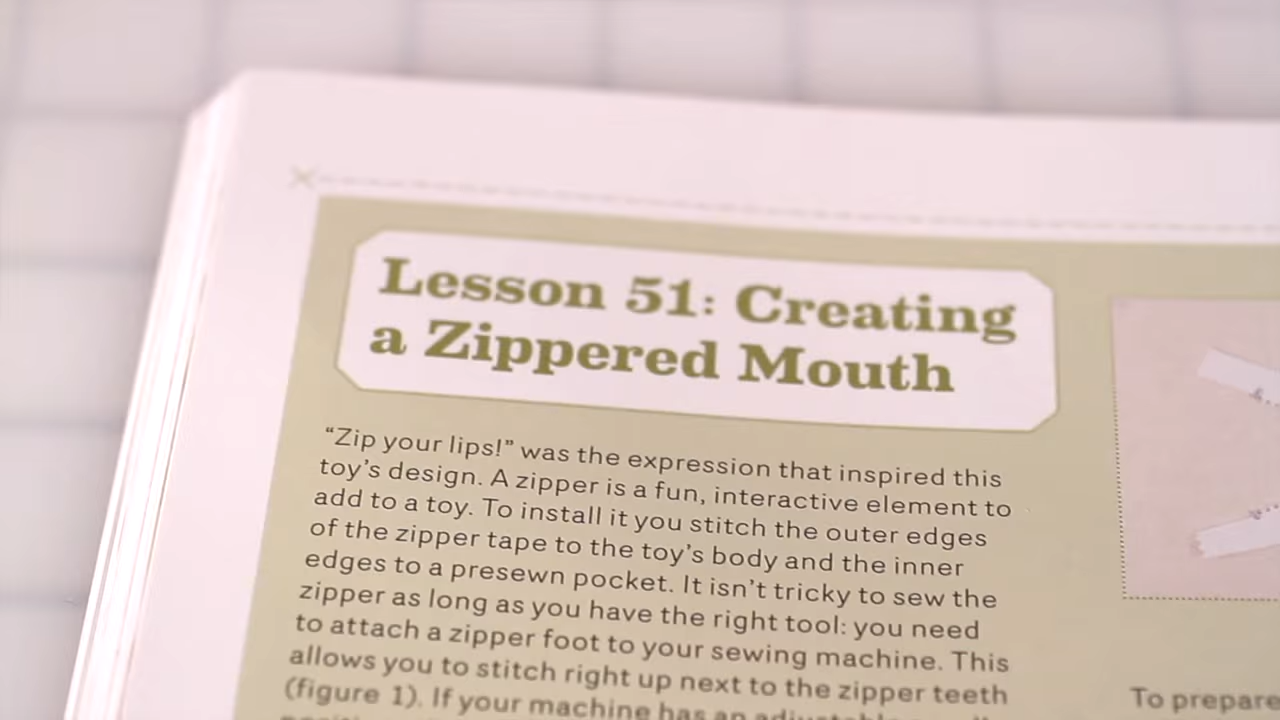 Lesson 51: Creating
a Zippered Mouth
“Zip your lips!” was the expression that inspired this
toy’s design. A zipper is a fun, interactive element to
add to a toy. To install it you stitch the outer edges
of the zipper tape to the toy’s body and the inner
edges to a presewn pocket. It isn’t tricky to sew the
zipper as long as you have the right tool: you need
to attach a zipper foot to your sewing machine. This
allows you to stitch right up next to the zipper teeth
(figure 1). If your machine has an
To prepare